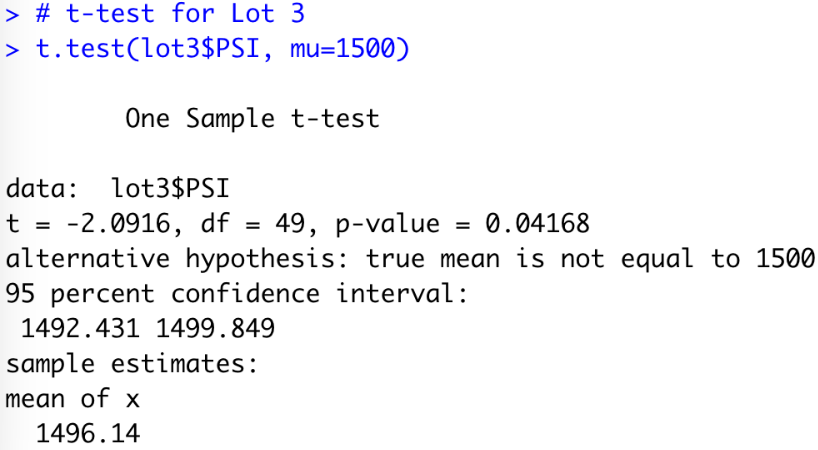 > # t-test for Lot 3
> t.test(lot3$PSI, mu=1500)
One Sample t-test
data:  lot3$PSI
t = -2.0916, df = 49, p-value = 0.04168
alternative hypothesis: true mean is not equal to 1500
95 percent confidence interval:
 1492.431 1499.849
sample estimates:
mean of x
  1496.14